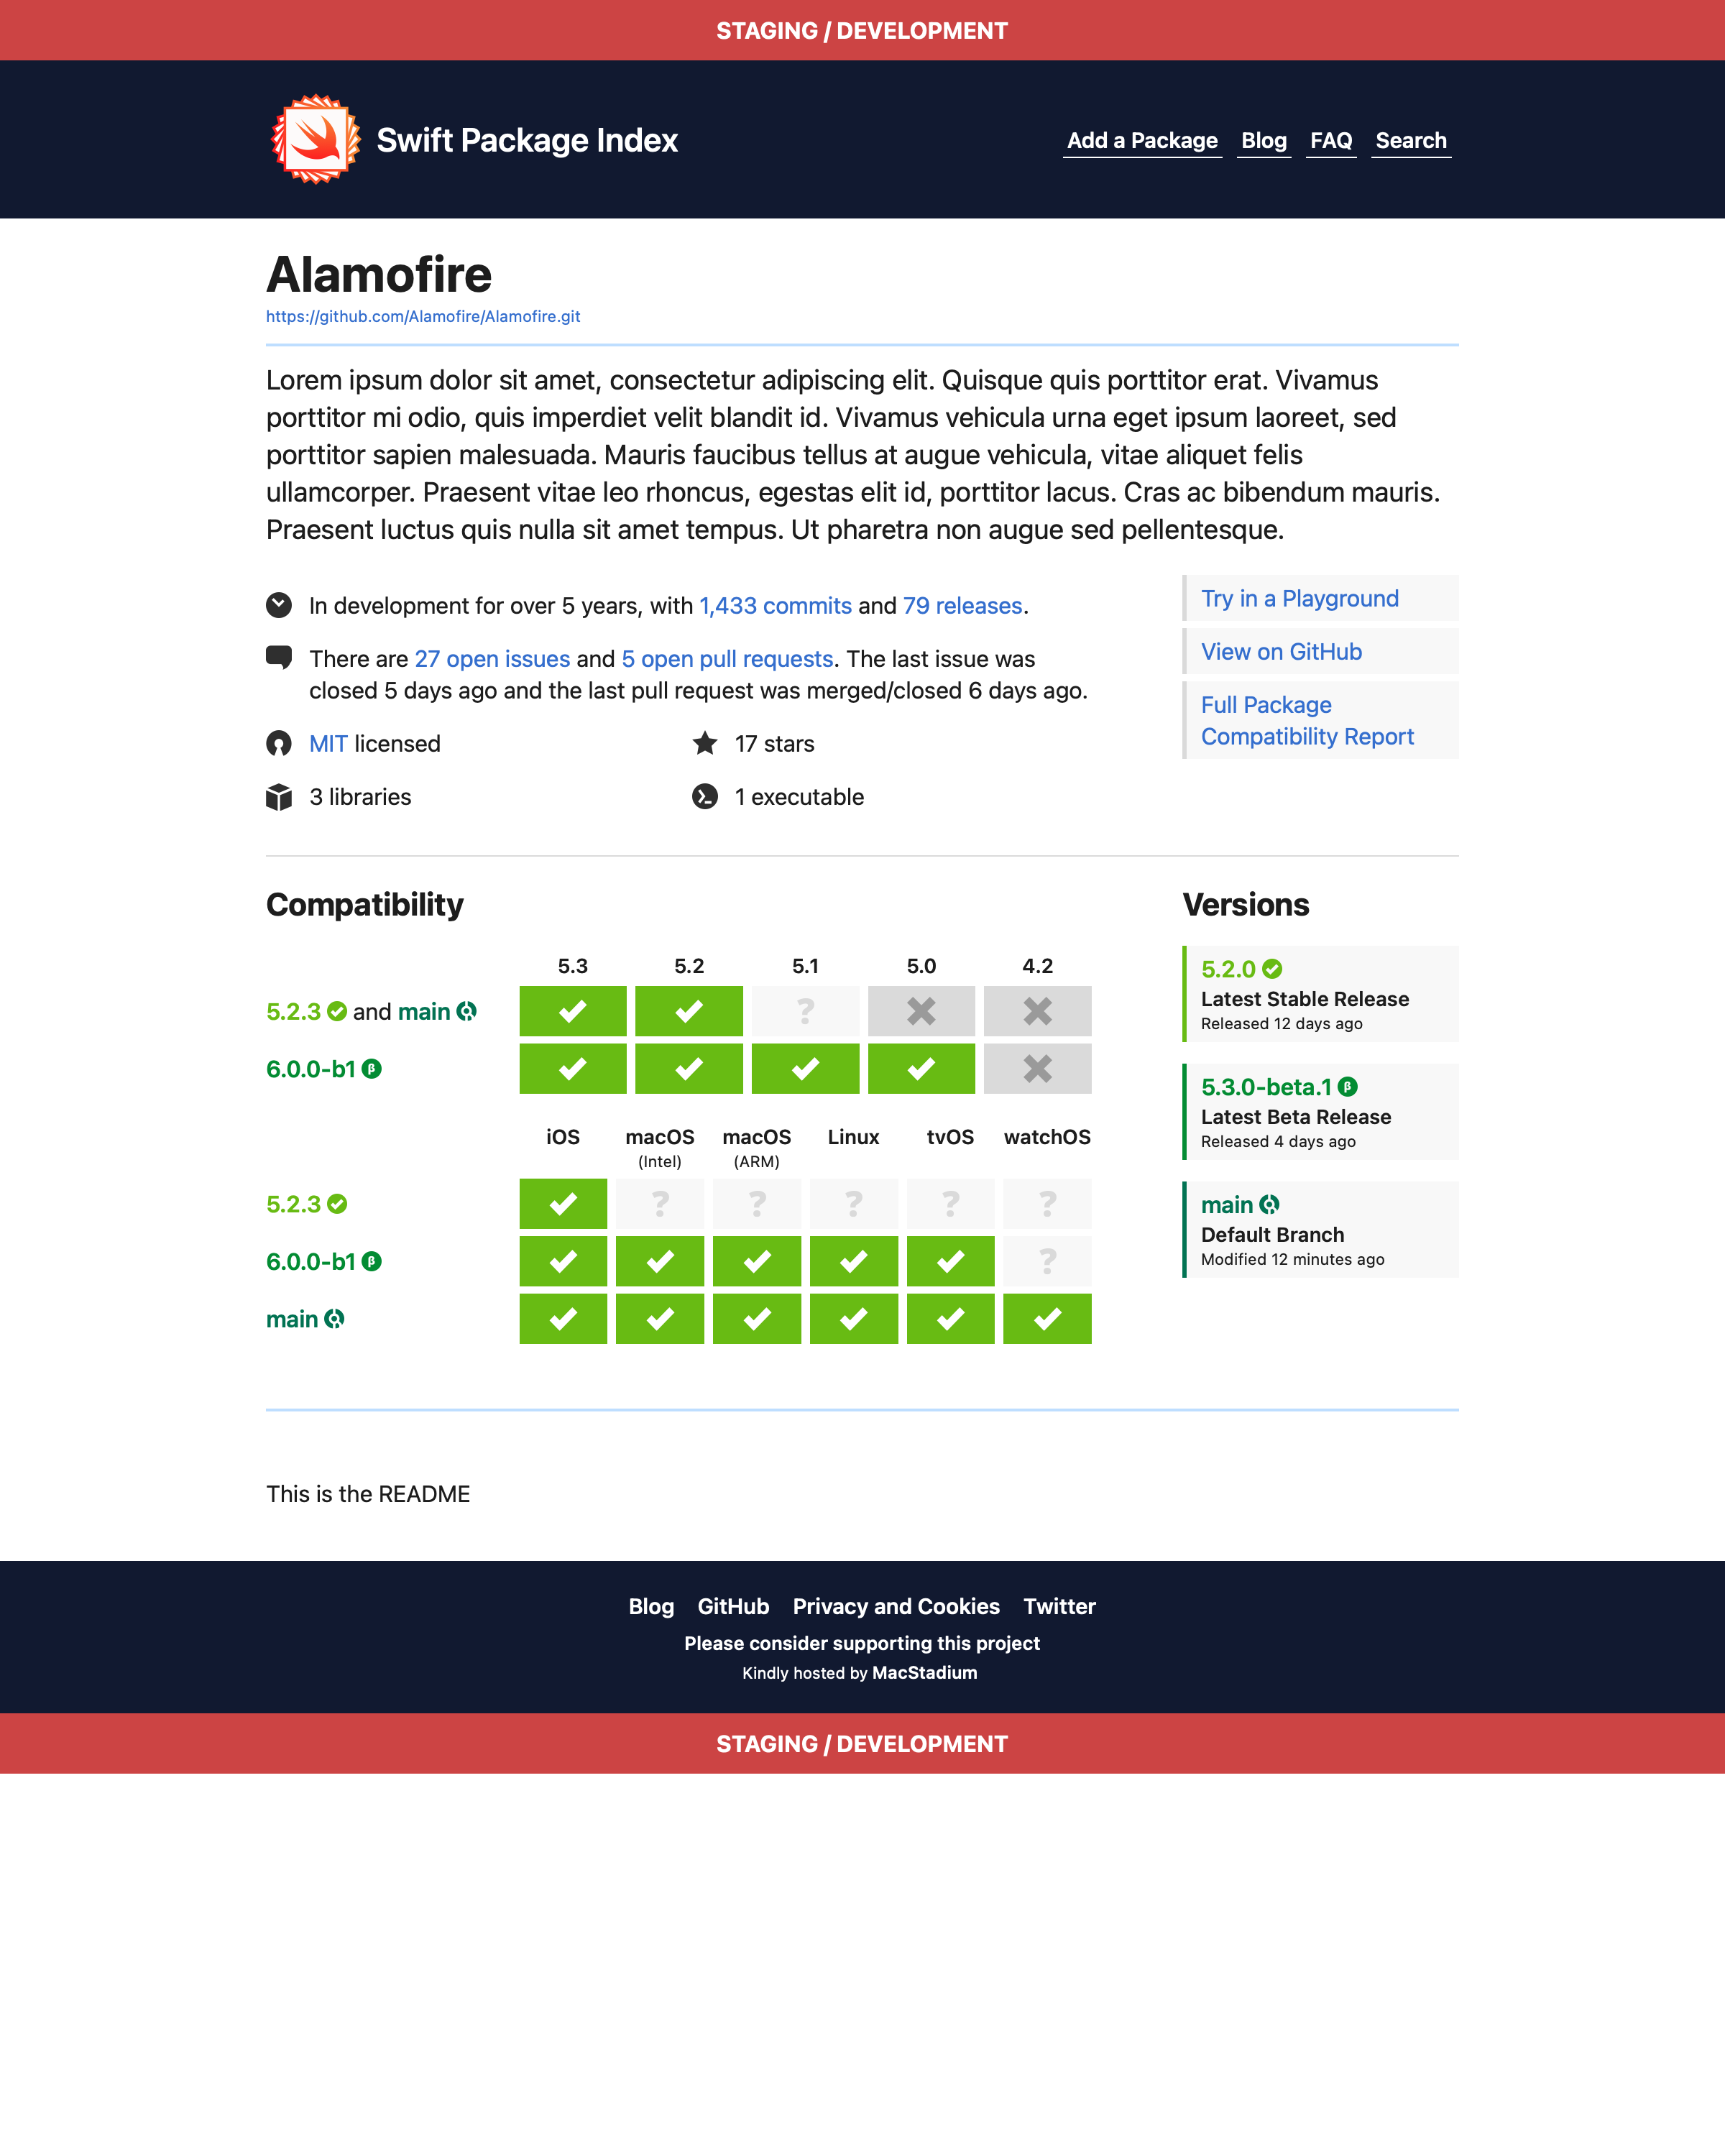 STAGING / DEVELOPMENT
Swift Package Index
Add a Package Blog FAQ Search
Alamofire
https://github.com/Alamofire/Alamofire.git
Lorem ipsum dolor sit amet, consectetur adipiscing elit. Quisque quis porttitor erat. Vivamus
porttitor mi odio, quis imperdiet velit blandit id. Vivamus vehicula urna eget ipsum laoreet, sed
porttitor sapien malesuada. Mauris faucibus tellus at augue vehicula, vitae aliquet felis
ullamcorper. Praesent vitae leo rhoncus, egestas elit id, porttitor lacus. Cras ac bibendum mauris.
Praesent luctus quis nulla sit amet tempus. Ut pharetra non augue sed pellentesque.
In development for over 5 years, with 1,433 commits and 79 releases.
There are 27 open issues and 5 open pull requests. The last issue was
closed 5 days ago and the last pull request was merged/closed 6 days ago.
MIT licensed
17 stars
3 libraries
1 executable
Try in a Playground
View on GitHub
Full Package
Compatibility Report
Compatibility
5.3 5.2 5.1 5.0 4.2
5.2.3 and main ?
6.0.0-b1 β
iOS macOS macOS Linux tvOS watchOS
(Intel) (ARM)
5.2.3 ? ? ? ? ?
6.0.0-b1 β ?
main
Versions
5.2.0
Latest Stable Release
Released 12 days ago
5.3.0-beta.1 β
Latest Beta Release
Released 4 days ago
main
Default Branch
Modified 12 minutes ago
This is the README
Blog GitHub Privacy and Cookies Twitter
Please consider supporting this project
Kindly hosted by MacStadium
STAGING / DEVELOPMENT